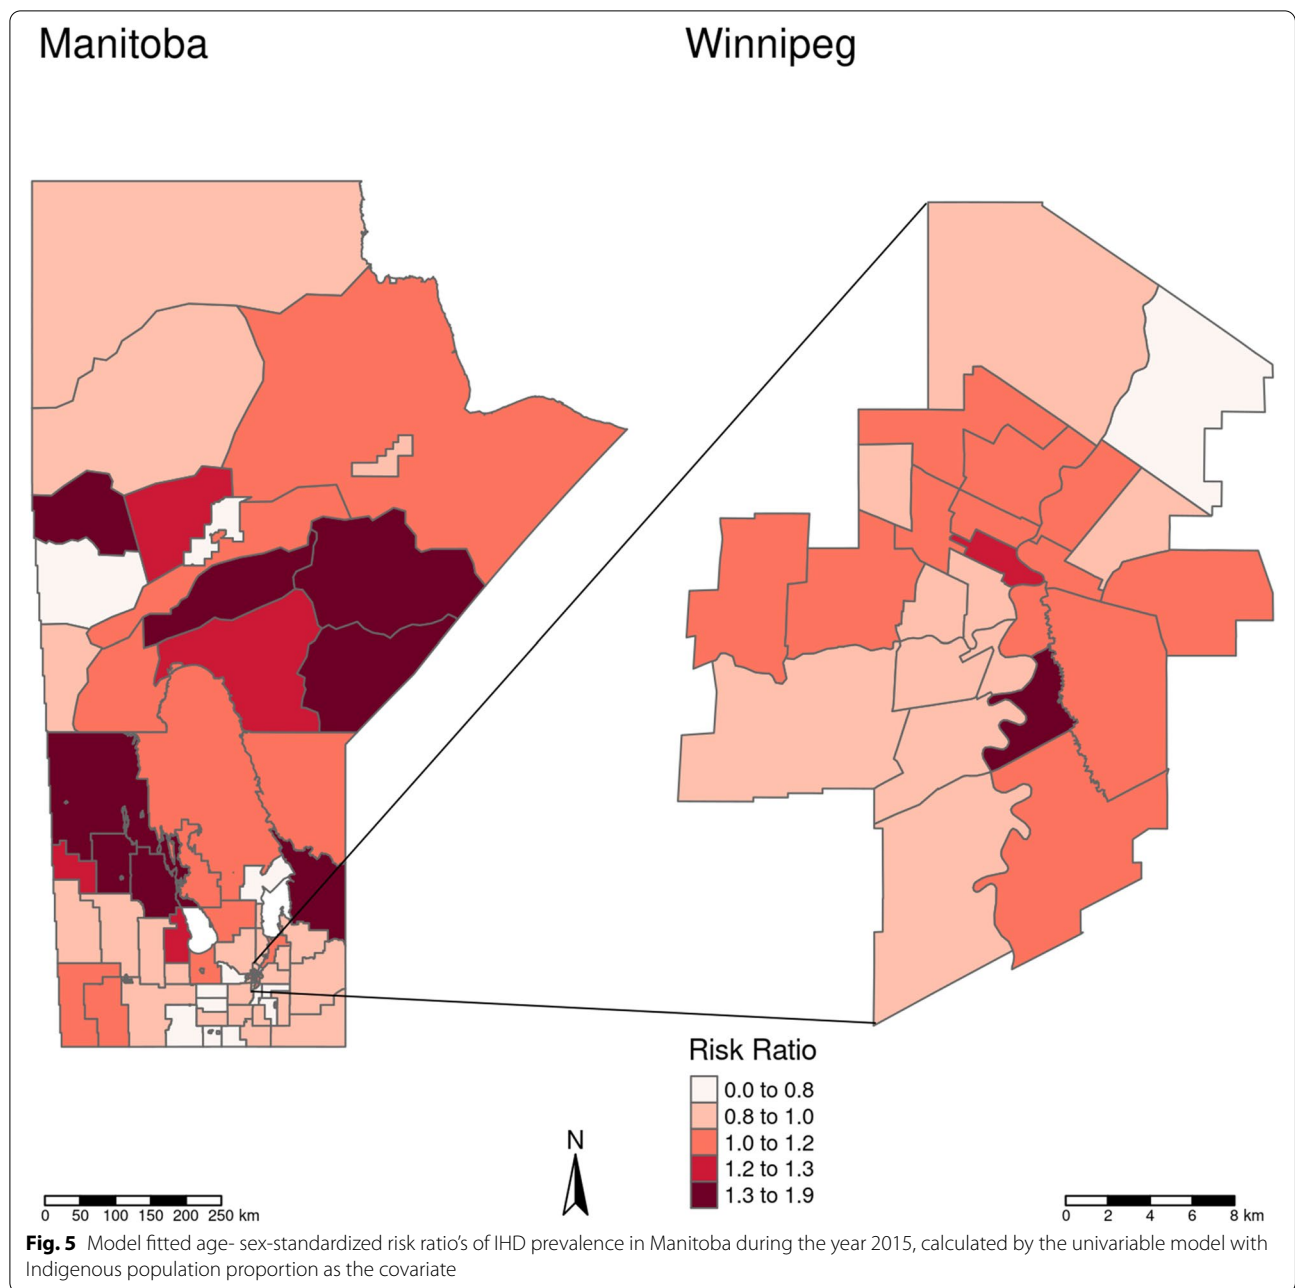 Manitoba
Winnipeg
Risk Ratio
0.0 to 0.8
0.8 to 1.0
1.0 to 1.2
1.2 to 1.3
1.3 to 1.9
N
0 50 100 150 200 250 km
0 2 4 6 8 km
Fig. 5 Model fitted age- sex-standardized risk ratio's of IHD prevalence in Manitoba during the year 2015, calculated by the univariable model with
Indigenous population proportion as the covariate